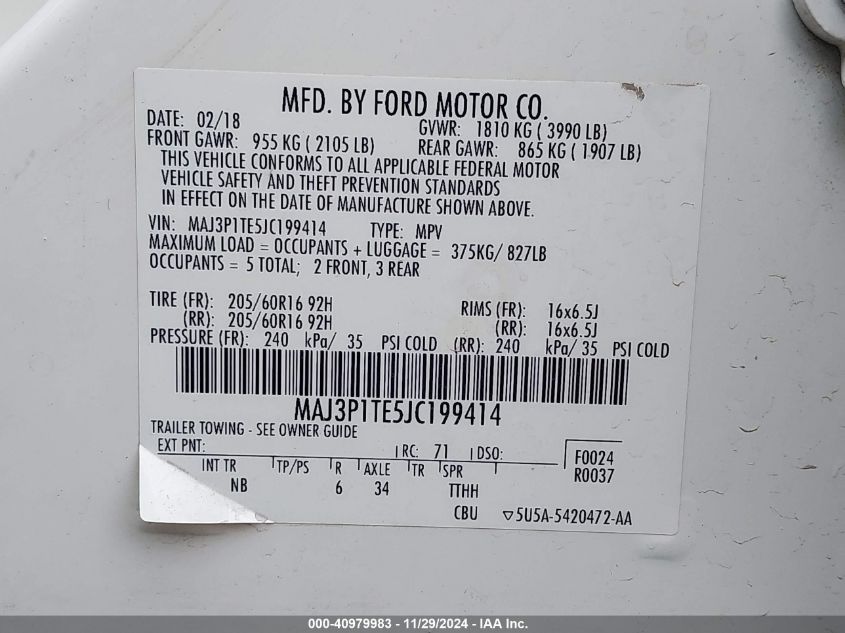 MFD. BY FORD MOTOR CO.
DATE: 02/18 GVWR: 1810 KG ( 3990 LB)
FRONT GAWR: 955 KG ( 2105 LB) REAR GAWR: 865 KG ( 1907 LB)
THIS VEHICLE CONFORMS TO ALL APPLICABLE FEDERAL MOTOR
VEHICLE SAFETY AND THEFT PREVENTION STANDARDS
IN EFFECT ON THE DATE OF MANUFACTURE SHOWN ABOVE.
VIN: MAJ3P1TE5JC199414 TYPE: MPV
MAXIMUM LOAD = OCCUPANTS + LUGGAGE = 375KG/ 827LB
OCCUPANTS = 5 TOTAL; 2 FRONT, 3 REAR
TIRE (FR): 205/60R16 92H RIMS (FR): 16x6.5J
(RR): 205/60R16 92H (RR): 16x6.5J
PRESSURE (FR): 240 kPa/ 35 PSI COLD (RR): 240 kPa/ 35 PSI COLD
MAJ3P1TE5JC199414
TRAILER TOWING - SEE OWNER GUIDE
EXT PNT: RC: 71 DSO: F0024
R0037
INT TR TP/PS R AXLE TR SPR
NB 6 34 TTHH
CBU ▽5U5A-5420472-AA
000-40979983 - 11/29/2024 - IAA Inc.